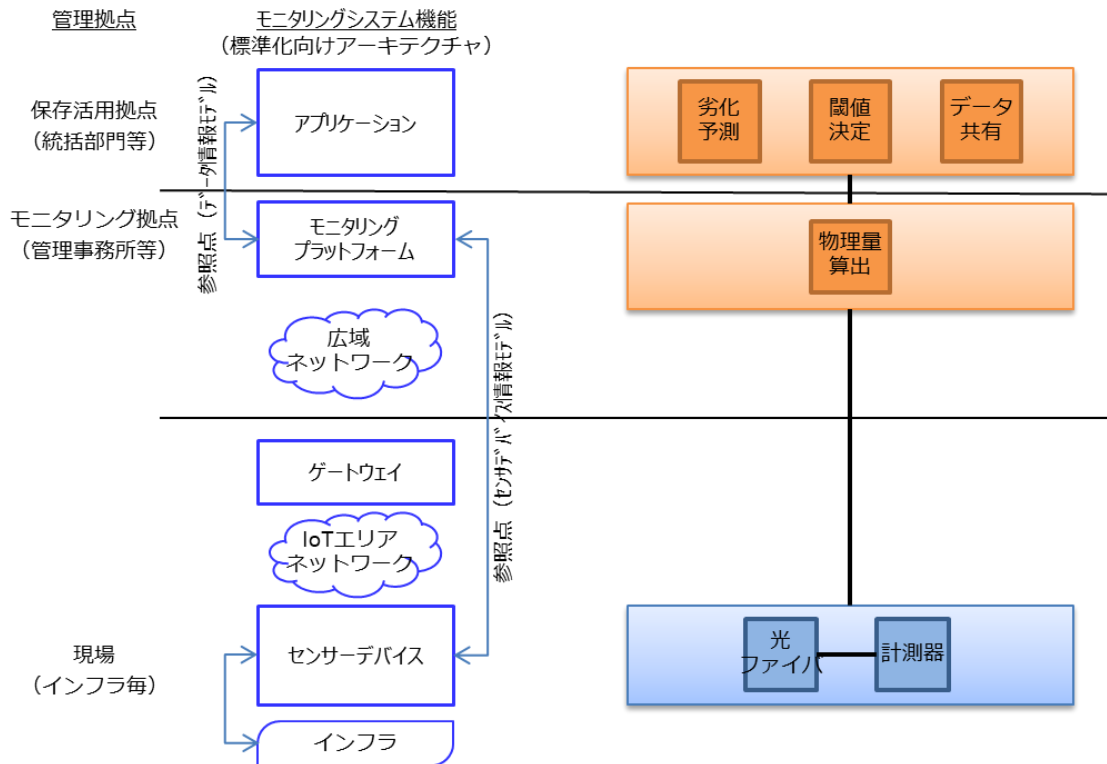 管理拠点
モニタリングシステム機能
（標準化向けアーキテクチャ）
保存活用拠点
（統括部門等）
アプリケーション
劣化
予測
閾値
決定
データ
共有
参照点（データ情報モデル）
モニタリング拠点
（管理事務所等）
モニタリング
プラットフォーム
物理量
算出
広域
ネットワーク
参照点（センサデバイス情報モデル）
ゲートウェイ
IoTエリア
ネットワーク
現場
（インフラ毎）
センサーデバイス
光
ファイバ
計測器
インフラ